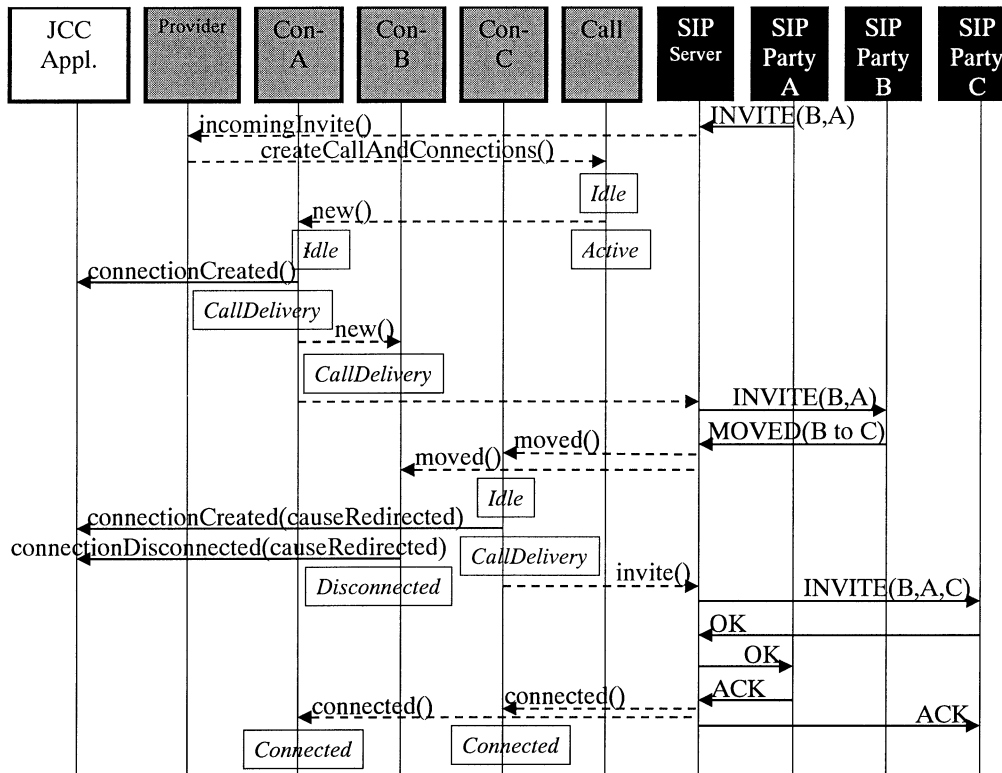 JCC
Appl.
Provider
Con-
A
Con-
B
Con-
C
Call
SIP
Server
SIP
Party
A
SIP
Party
B
SIP
Party
C
INVITE(B,A)
incomingInvite()
createCallAndConnections()
Idle
new()
Idle
Active
connectionCreated()
CallDelivery
new()
CallDelivery
INVITE(B,A)
MOVED(B to C)
moved()
moved()
Idle
connectionCreated(causeRedirected)
connectionDisconnected(causeRedirected)
CallDelivery
invite()
Disconnected
INVITE(B,A,C)
OK
OK
ACK
connected()
connected()
ACK
Connected
Connected